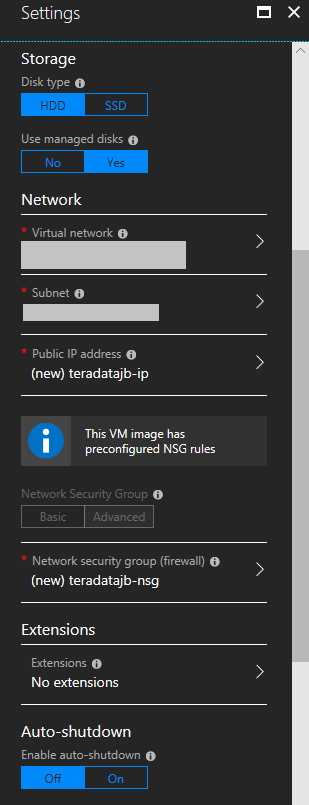 Settings
Storage
Disk type
HDD SSD
Use managed disks
No Yes
Network
* Virtual network
* Subnet
* Public IP address
(new) teradatajb-ip
This VM image has
preconfigured NSG rules
Network Security Group
Basic Advanced
* Network security group (firewall)
(new) teradatajb-nsg
Extensions
Extensions
No extensions
Auto-shutdown
Enable auto-shutdown
Off On